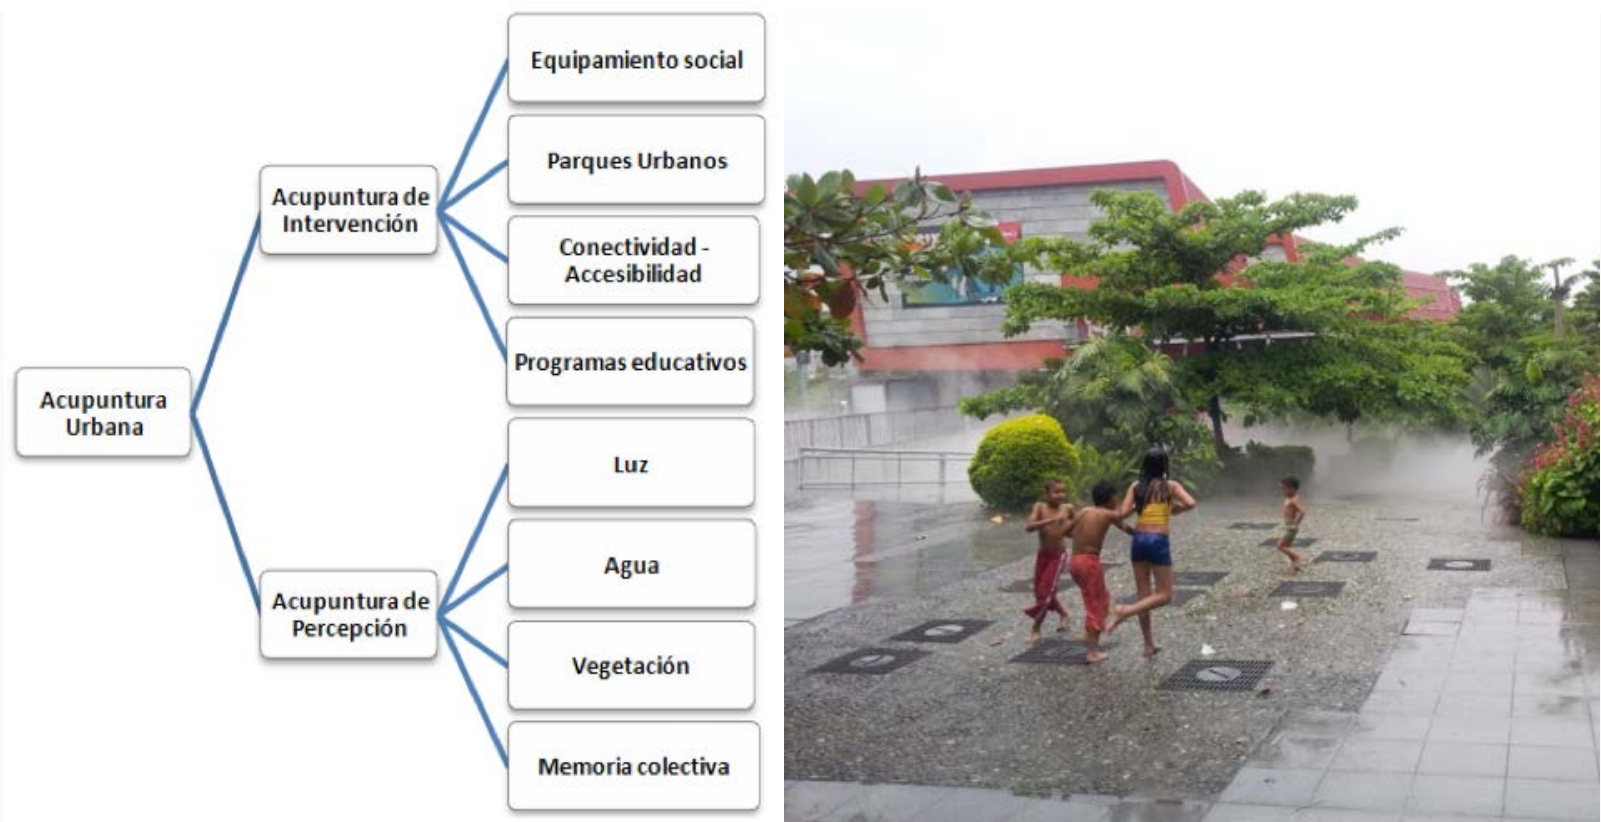 Equipamiento social
Parques Urbanos
Acupuntura de
Intervención
Conectividad -
Accesibilidad
Programas educativos
Acupuntura
Urbana
Luz
Agua
Acupuntura de
Percepción
Vegetación
Memoria colectiva